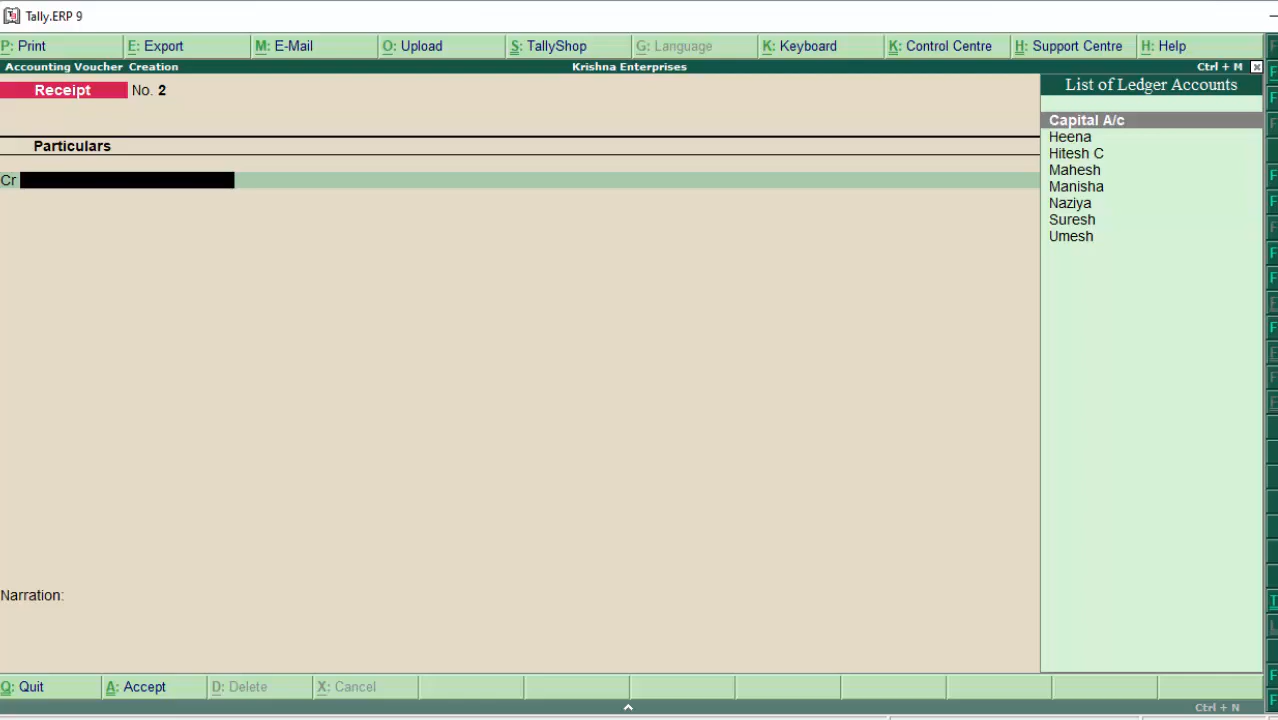 Tally.ERP 9
P: Print E: Export M: E-Mail O: Upload S: TallyShop G: Language K: Keyboard K: Control Centre H: Support Centre H: Help
Accounting Voucher Creation Krishna Enterprises Ctrl + M
Receipt No. 2
List of Ledger Accounts
Particulars
Cr
Capital A/c
Heena
Hitesh C
Mahesh
Manisha
Naziya
Suresh
Umesh
Narration:
Q: Quit A: Accept D: Delete X: Cancel
Ctrl + N